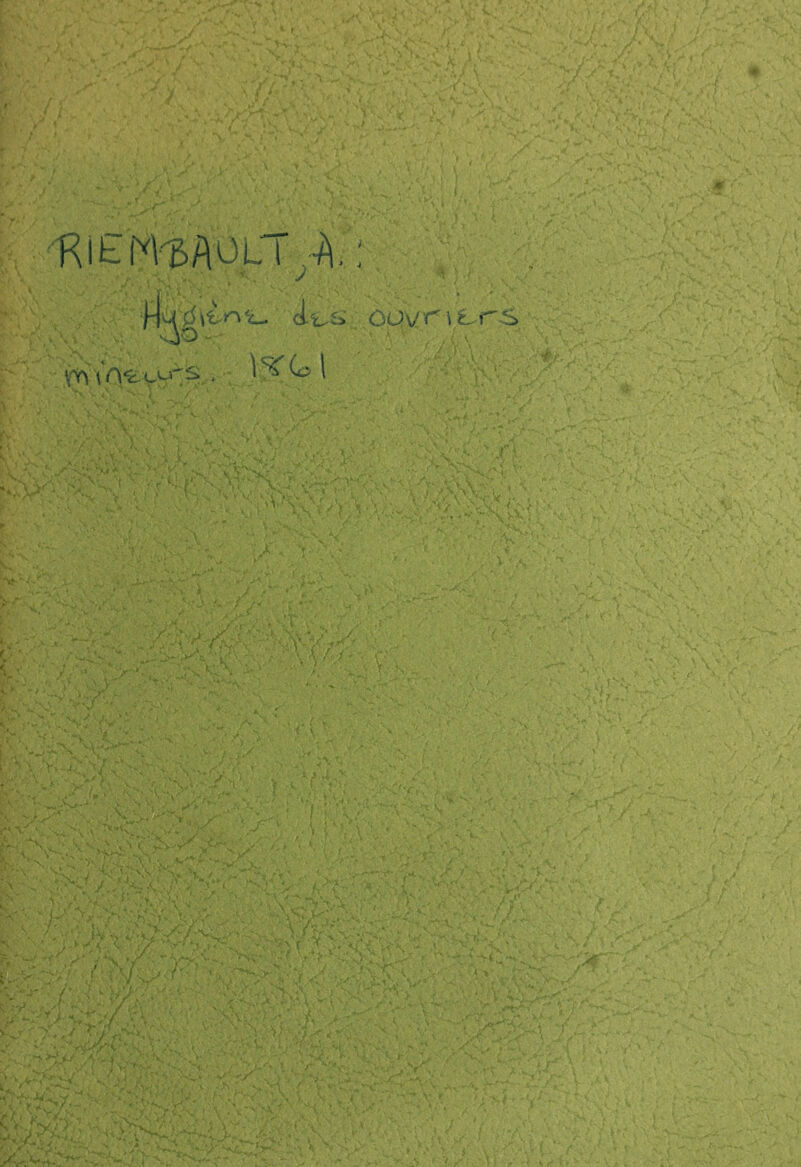 RIEMBAULT, A. :
Hygiène des ouvriers
mineurs. 1861